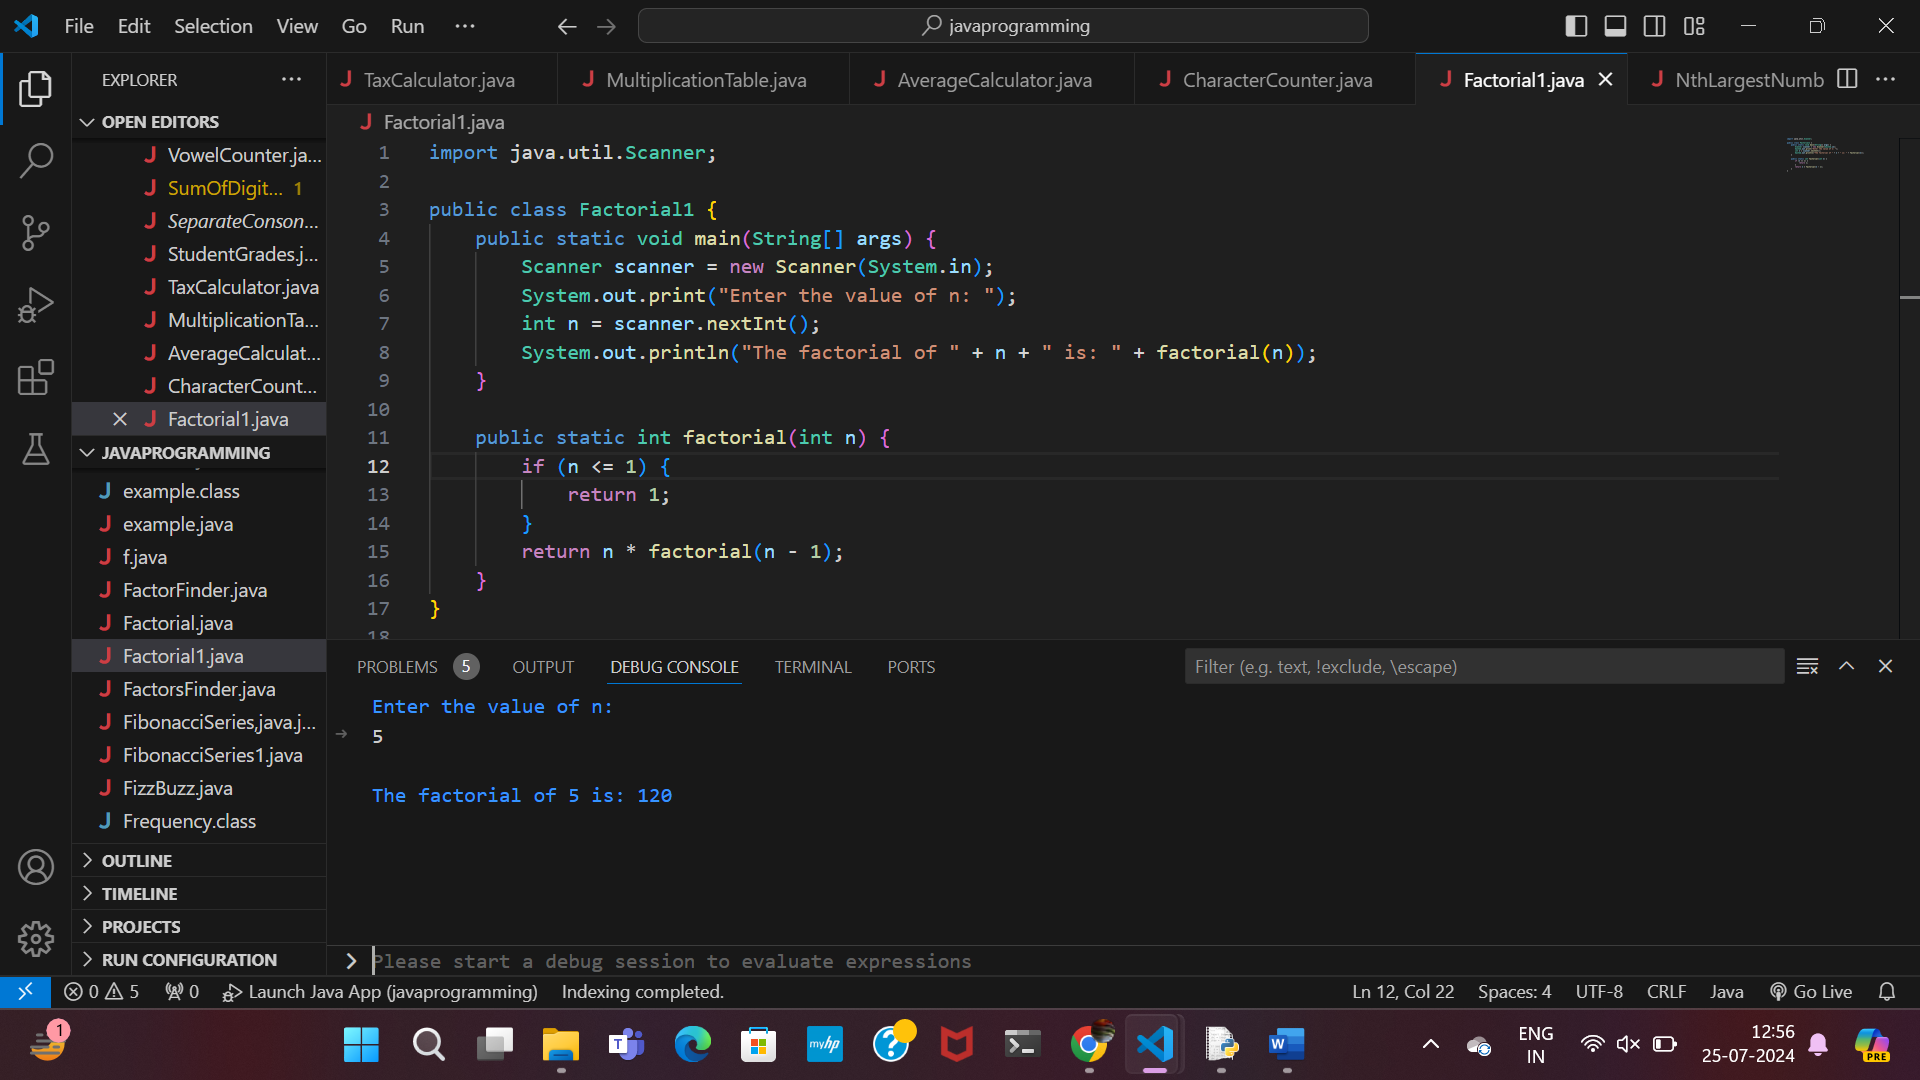 File Edit Selection View Go Run ···
javaprogramming
EXPLORER
TaxCalculator.java
MultiplicationTable.java
AverageCalculator.java
CharacterCounter.java
Factorial1.java
NthLargestNumb
OPEN EDITORS
VowelCounter.ja...
SumOfDigit... 1
SeparateConson...
StudentGrades.j...
TaxCalculator.java
MultiplicationTa...
AverageCalculat...
CharacterCount...
Factorial1.java
JAVAPROGRAMMING
example.class
example.java
f.java
FactorFinder.java
Factorial.java
Factorial1.java
FactorsFinder.java
FibonacciSeries,java.j...
FibonacciSeries1.java
FizzBuzz.java
Frequency.class
OUTLINE
TIMELINE
PROJECTS
RUN CONFIGURATION
Factorial1.java
1 import java.util.Scanner;
2
3 public class Factorial1 {
4 public static void main(String[] args) {
5 Scanner scanner = new Scanner(System.in);
6 System.out.print("Enter the value of n: ");
7 int n = scanner.nextInt();
8 System.out.println("The factorial of " + n + " is: " + factorial(n));
9 }
10
11 public static int factorial(int n) {
12 if (n <= 1) {
13 return 1;
14 }
15 return n * factorial(n - 1);
16 }
17 }
18
PROBLEMS 5 OUTPUT DEBUG CONSOLE TERMINAL PORTS
Filter (e.g. text, !exclude, \escape)
Enter the value of n:
5
The factorial of 5 is: 120
Please start a debug session to evaluate expressions
0 5 0 Launch Java App (javaprogramming) Indexing completed.
Ln 12, Col 22 Spaces: 4 UTF-8 CRLF Java Go Live
1
T
myhp
?
W
ENG
IN
12:56
25-07-2024
PRE